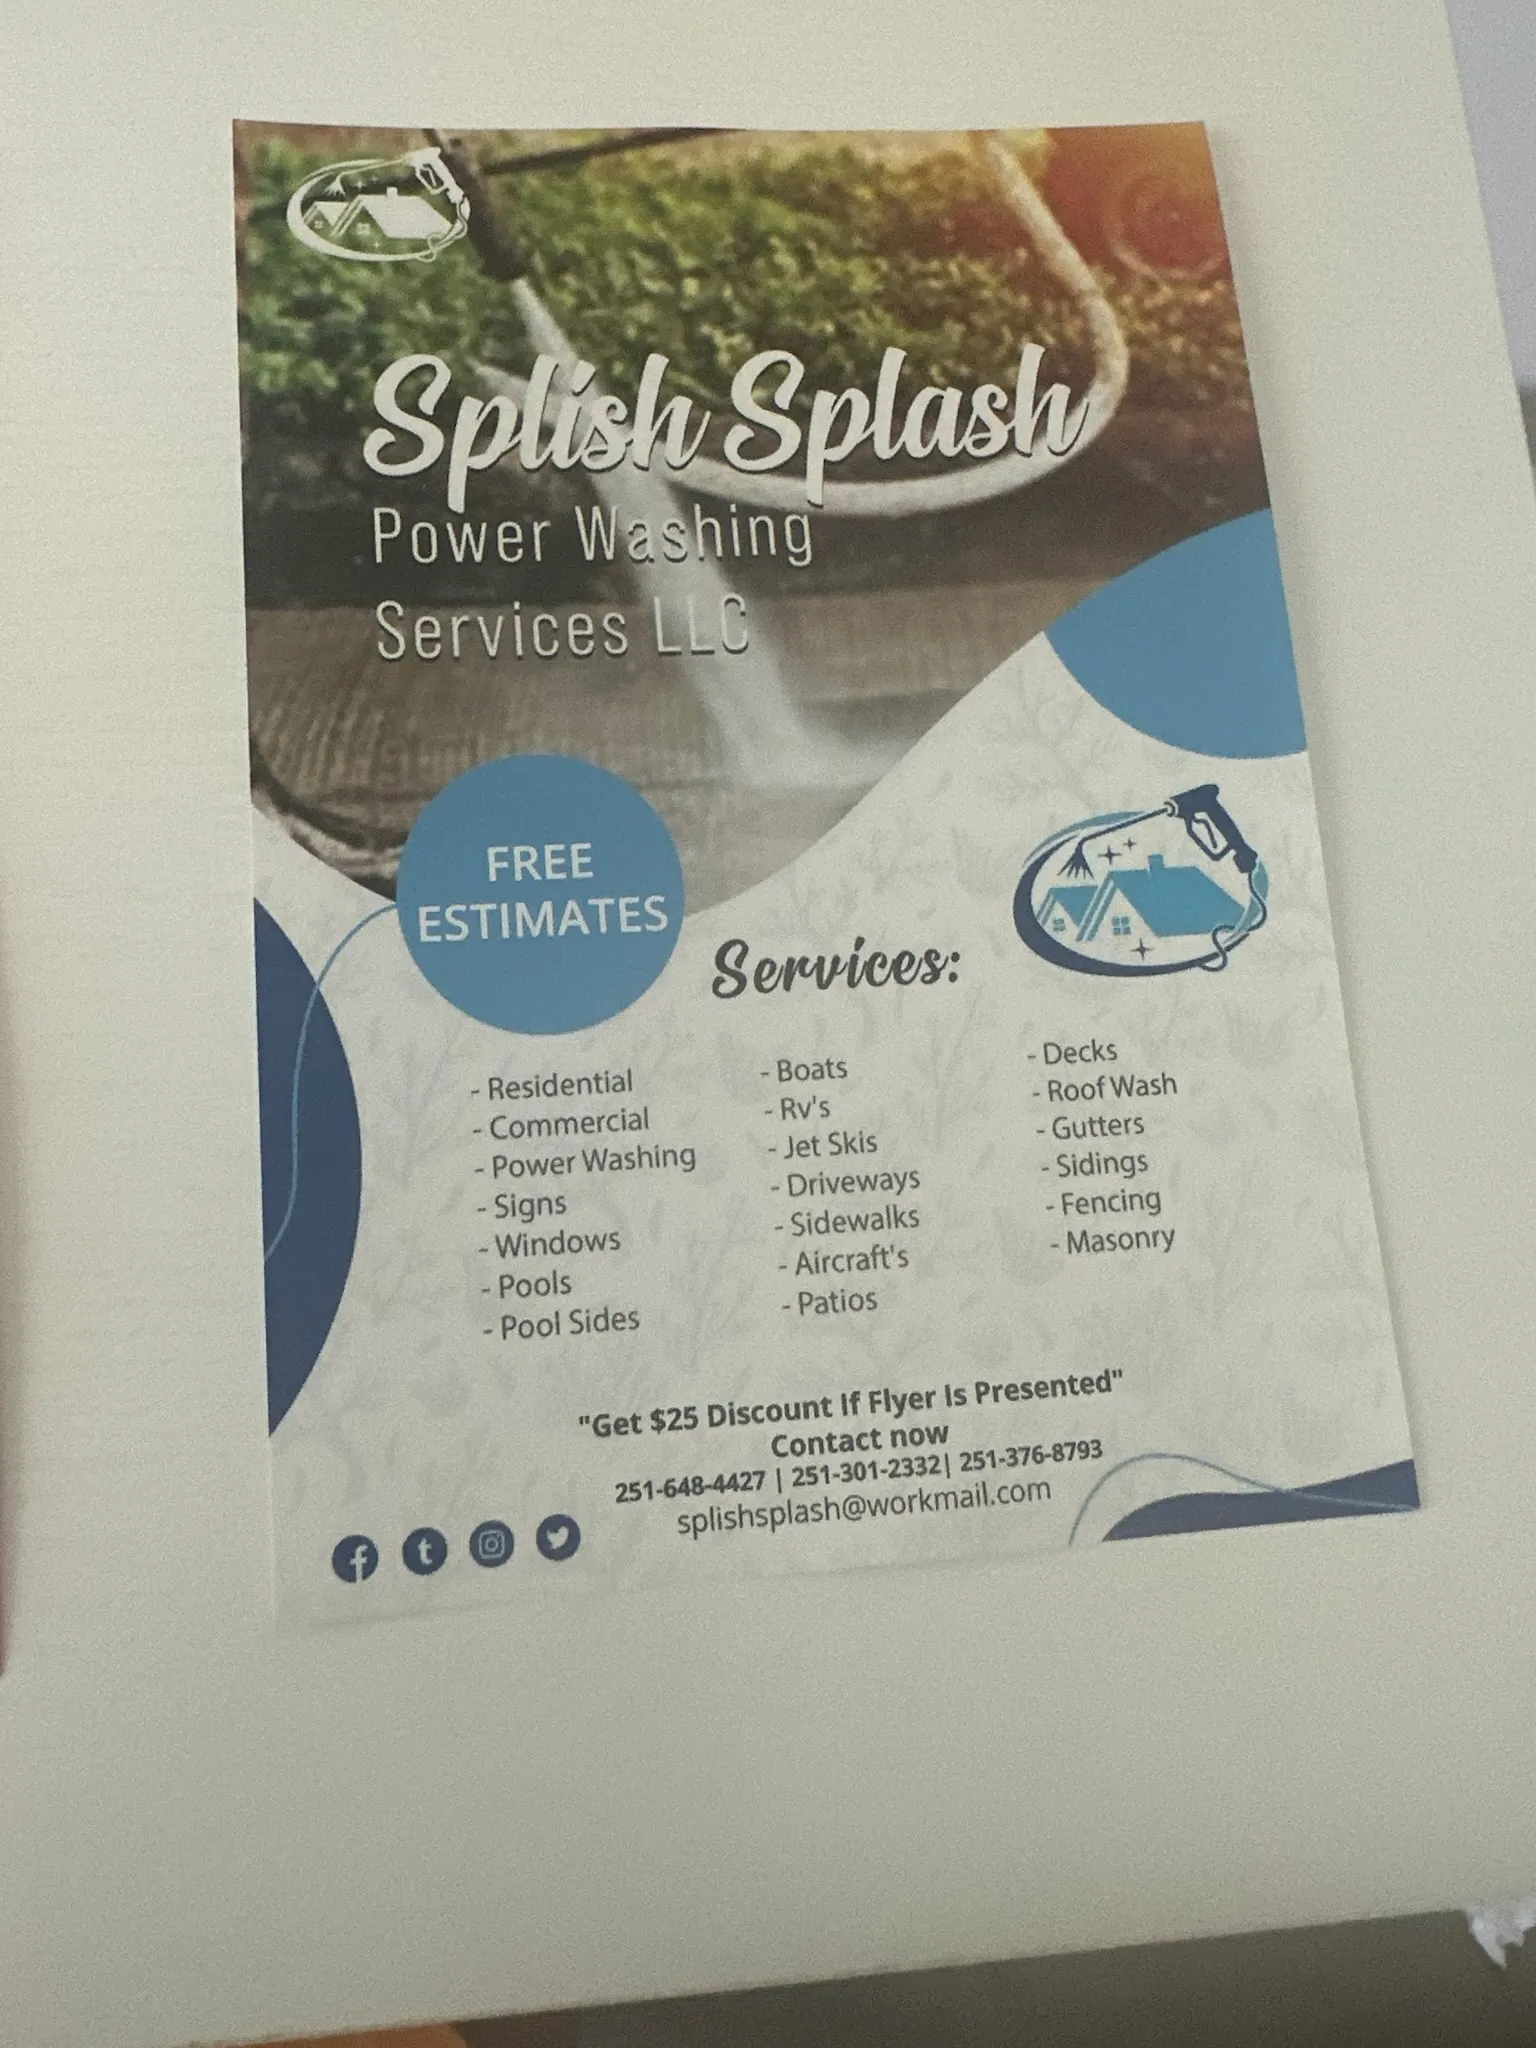 Splish Splash
Power Washing
Services LLC
FREE
ESTIMATES
Services:
- Residential
- Commercial
- Power Washing
- Signs
- Windows
- Pools
- Pool Sides
- Boats
- Rv's
- Jet Skis
- Driveways
- Sidewalks
- Aircraft's
- Patios
- Decks
- Roof Wash
- Gutters
- Sidings
- Fencing
- Masonry
"Get $25 Discount If Flyer Is Presented"
Contact now
251-648-4427 | 251-301-2332| 251-376-8793
splishsplash@workmail.com